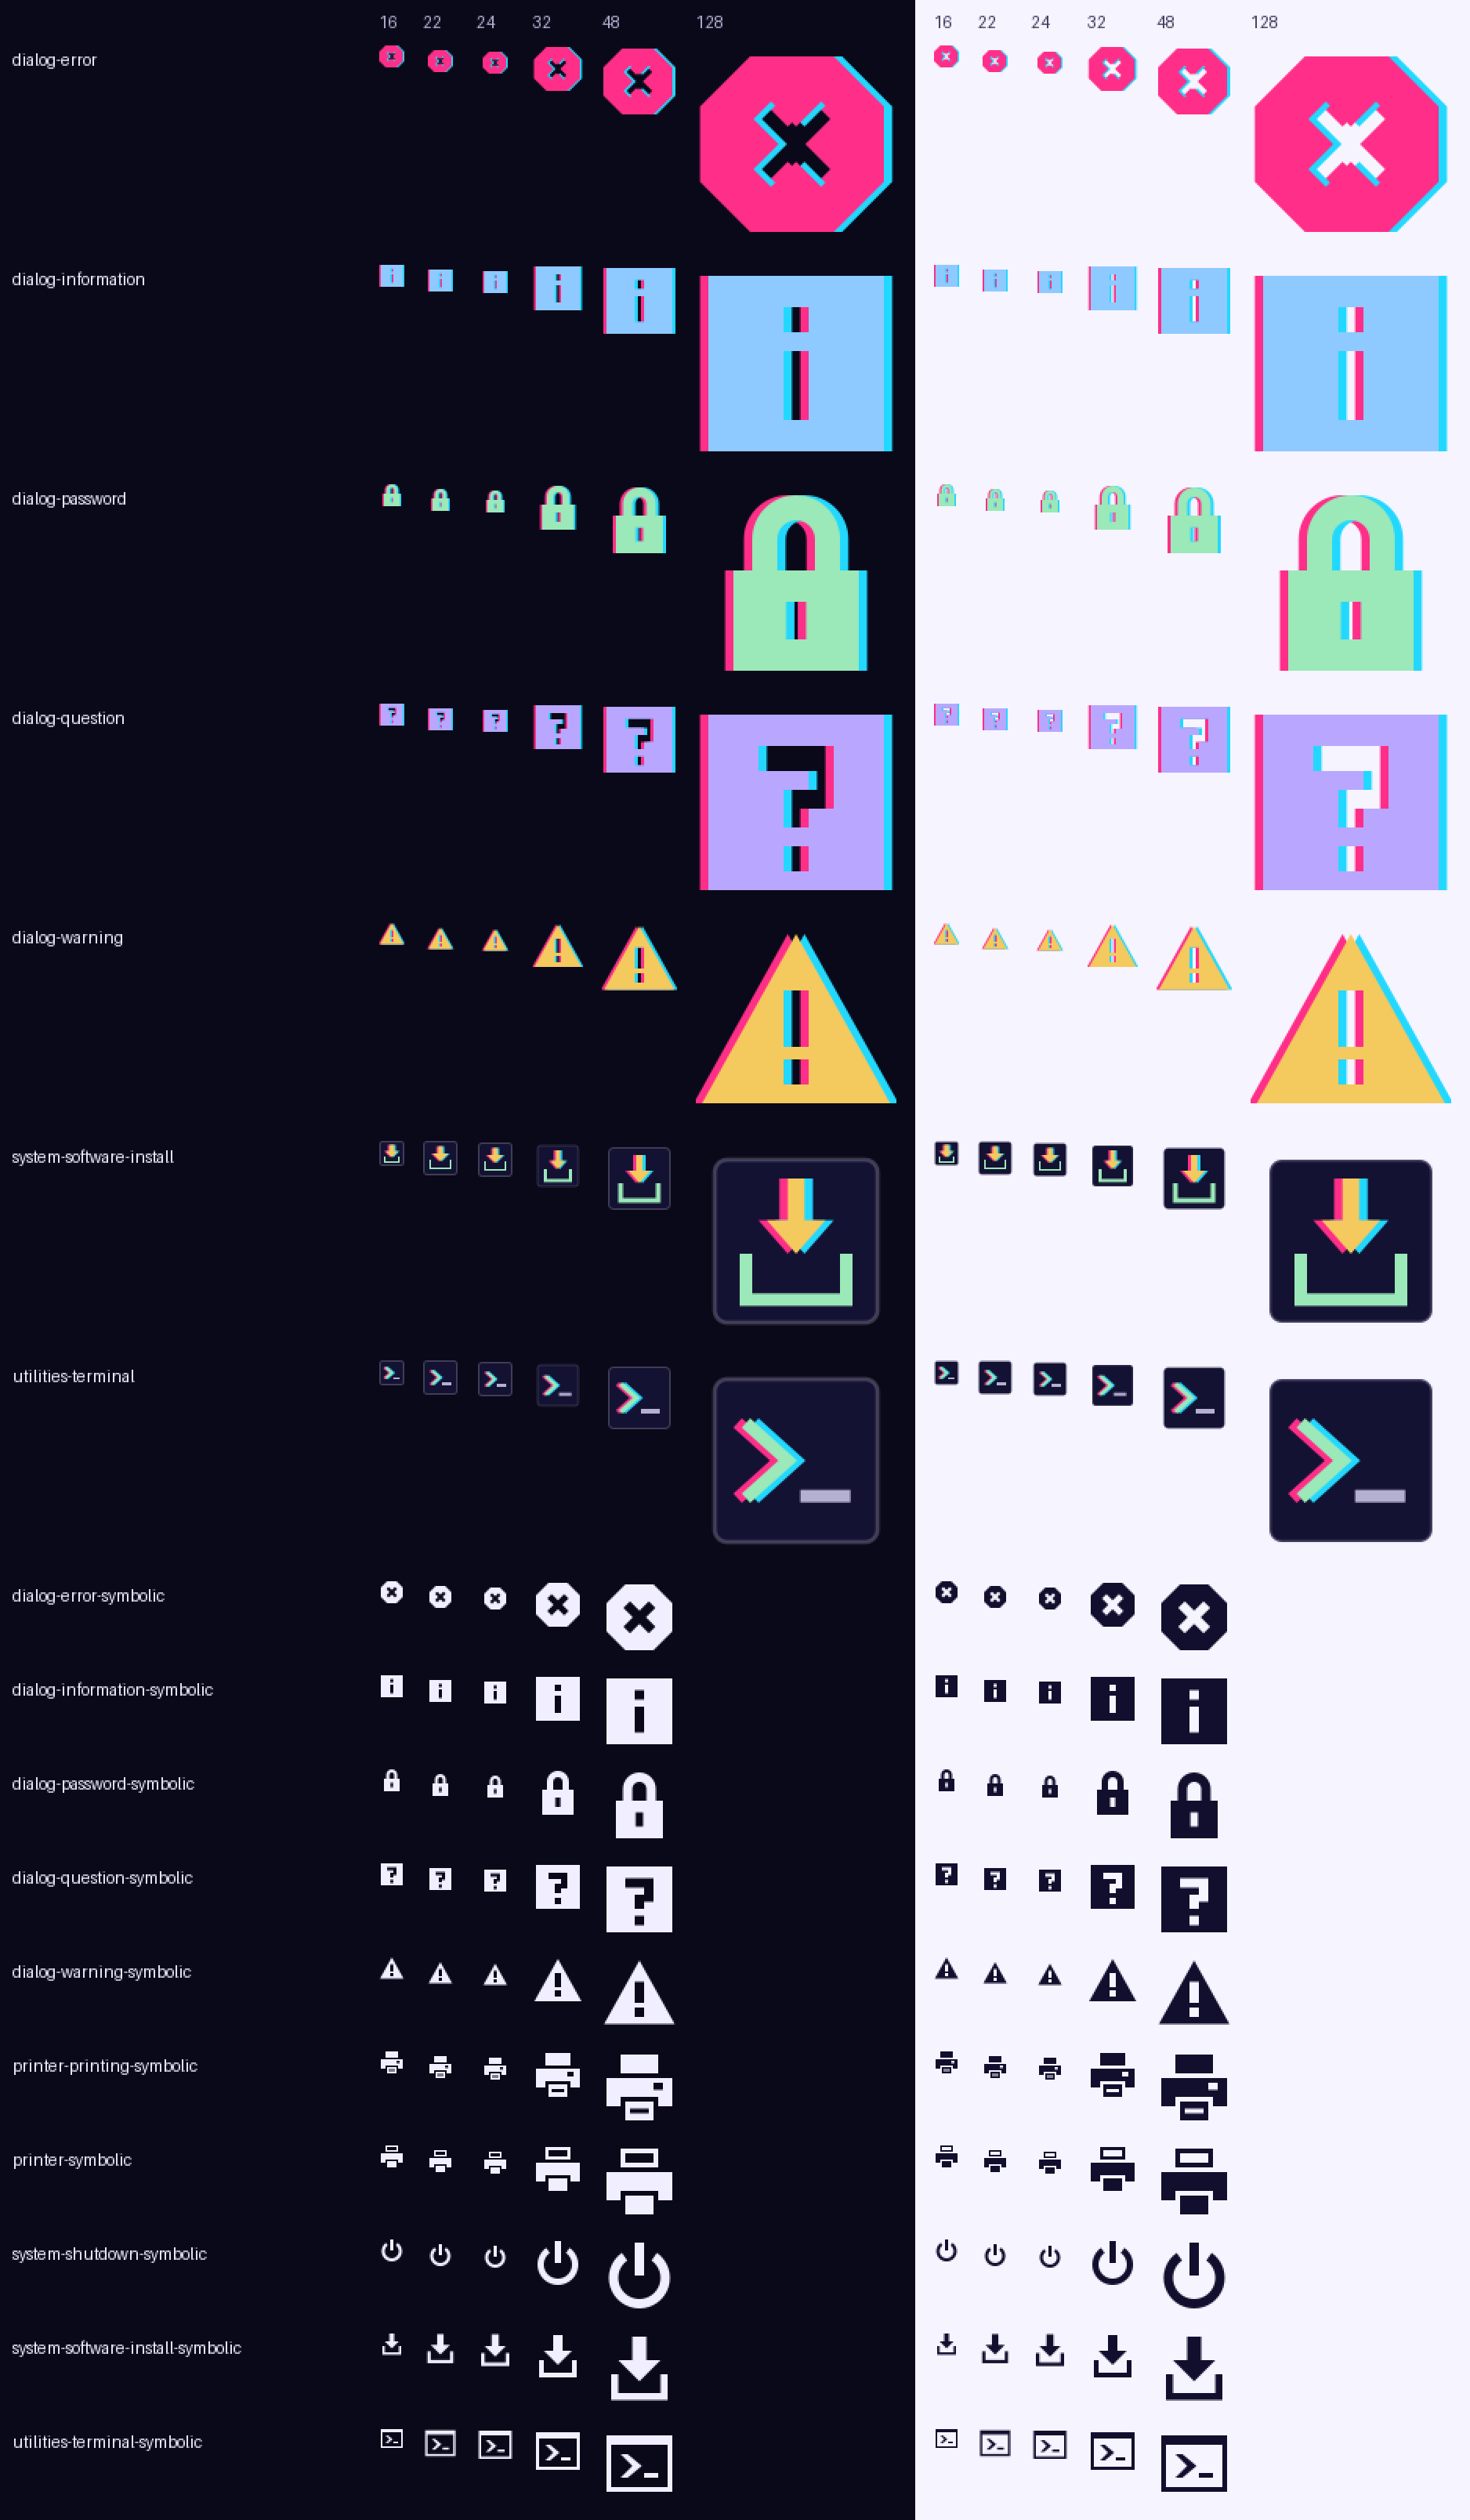 16 22 24 32 48 128 16 22 24 32 48 128
dialog-error
dialog-information
dialog-password
dialog-question
dialog-warning
system-software-install
utilities-terminal
dialog-error-symbolic
dialog-information-symbolic
dialog-password-symbolic
dialog-question-symbolic
dialog-warning-symbolic
printer-printing-symbolic
printer-symbolic
system-shutdown-symbolic
system-software-install-symbolic
utilities-terminal-symbolic